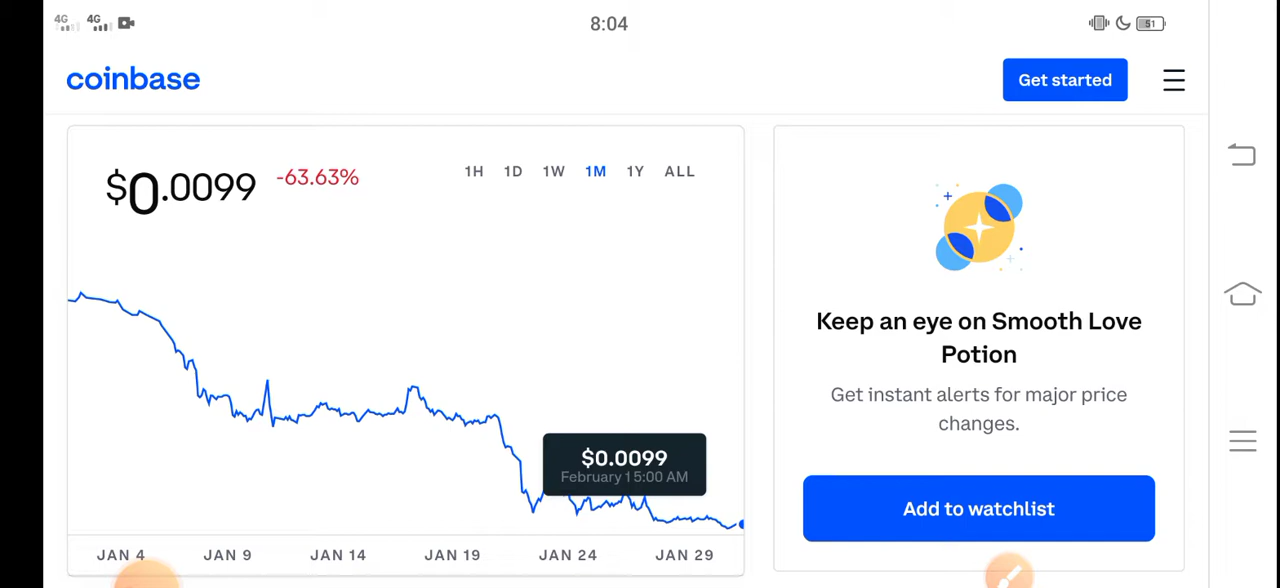 4G 4G 8:04 51
coinbase Get started
$0.0099 -63.63% 1H 1D 1W 1M 1Y ALL
Keep an eye on Smooth Love
Potion
Get instant alerts for major price
changes.
$0.0099
February 1 5:00 AM
Add to watchlist
JAN 4 JAN 9 JAN 14 JAN 19 JAN 24 JAN 29